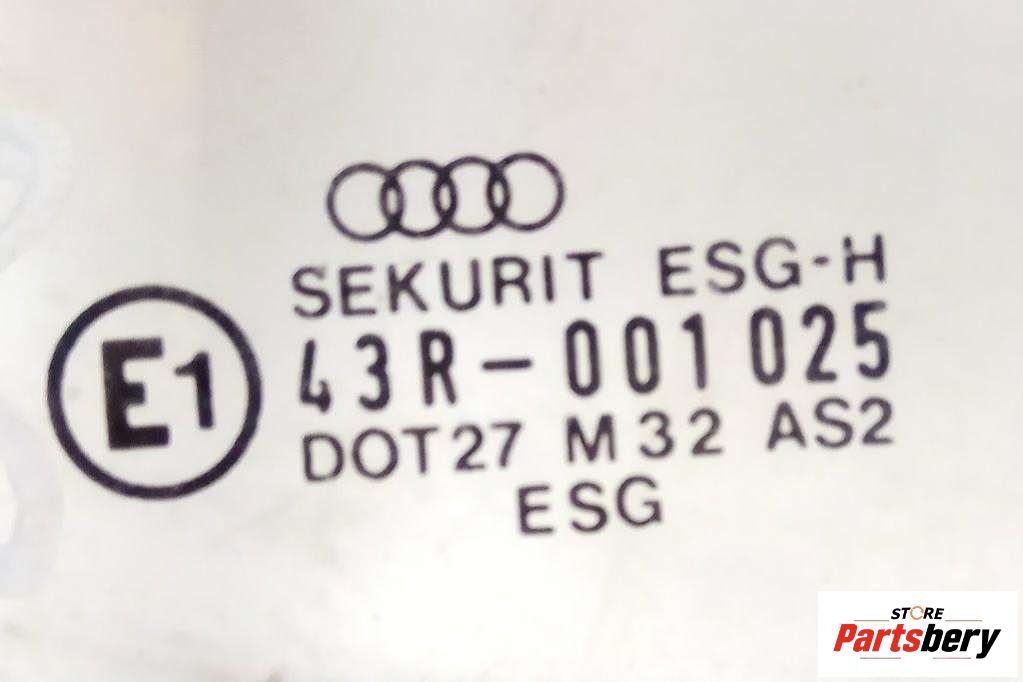 SEKURIT ESG-H
E1
43R-001025
DOT27 M32 AS2
ESG
STORE
Partsbery